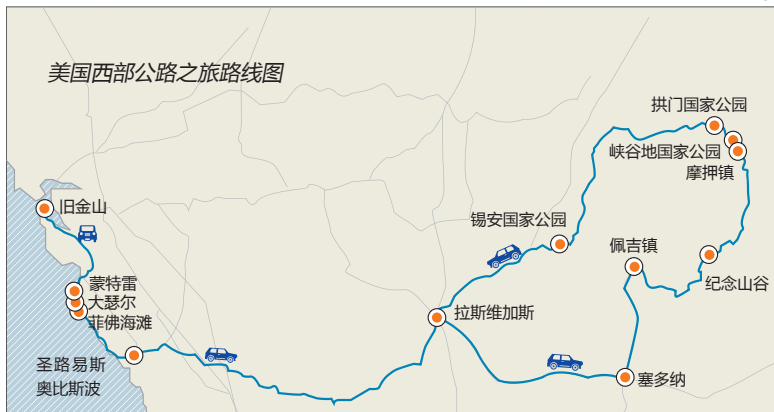 美国西部公路之旅路线图
拱门国家公园
峡谷地国家公园
摩押镇
旧金山
锡安国家公园
佩吉镇
纪念山谷
蒙特雷
大瑟尔
菲佛海滩
拉斯维加斯
圣路易斯
奥比斯波
塞多纳